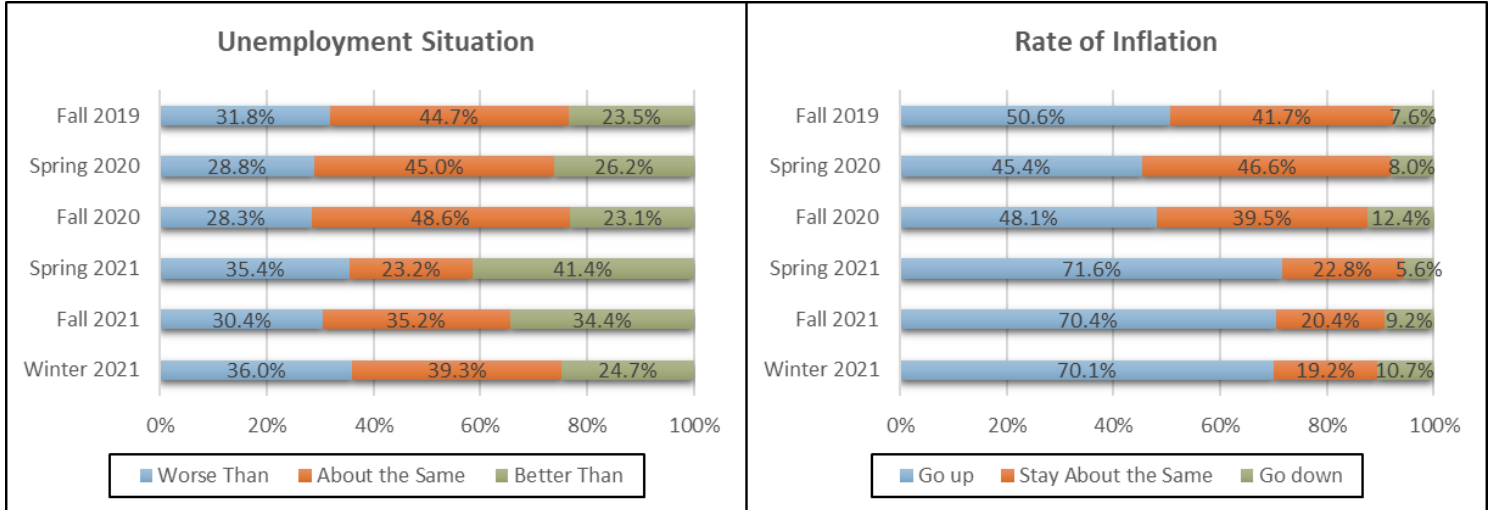 Unemployment Situation
Fall 2019 31.8% 44.7% 23.5%
Spring 2020 28.8% 45.0% 26.2%
Fall 2020 28.3% 48.6% 23.1%
Spring 2021 35.4% 23.2% 41.4%
Fall 2021 30.4% 35.2% 34.4%
Winter 2021 36.0% 39.3% 24.7%
0% 20% 40% 60% 80% 100%
Worse Than About the Same Better Than
Rate of Inflation
Fall 2019 50.6% 41.7% 7.6%
Spring 2020 45.4% 46.6% 8.0%
Fall 2020 48.1% 39.5% 12.4%
Spring 2021 71.6% 22.8% 5.6%
Fall 2021 70.4% 20.4% 9.2%
Winter 2021 70.1% 19.2% 10.7%
0% 20% 40% 60% 80% 100%
Go up Stay About the Same Go down